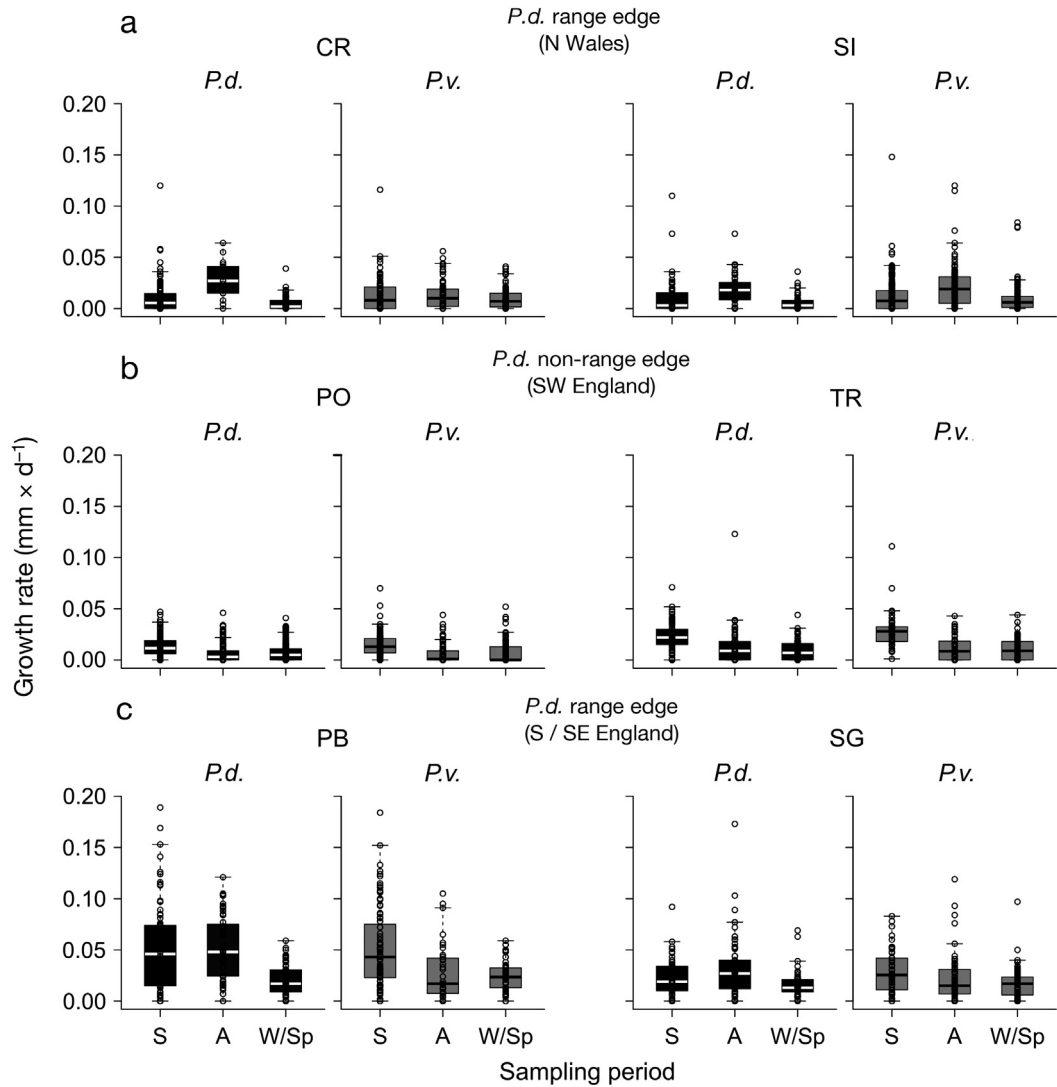 a
P.d. range edge
(N Wales)
CR
SI
P.d.
P.v.
P.d.
P.v.
0.20
0.15
0.10
0.05
0.00
b
P.d. non-range edge
(SW England)
PO
TR
P.d.
P.v.
P.d.
P.v.
0.20
0.15
0.10
0.05
0.00
Growth rate (mm × d⁻¹)
c
P.d. range edge
(S / SE England)
PB
SG
P.d.
P.v.
P.d.
P.v.
0.20
0.15
0.10
0.05
0.00
S A W/Sp S A W/Sp S A W/Sp S A W/Sp
Sampling period